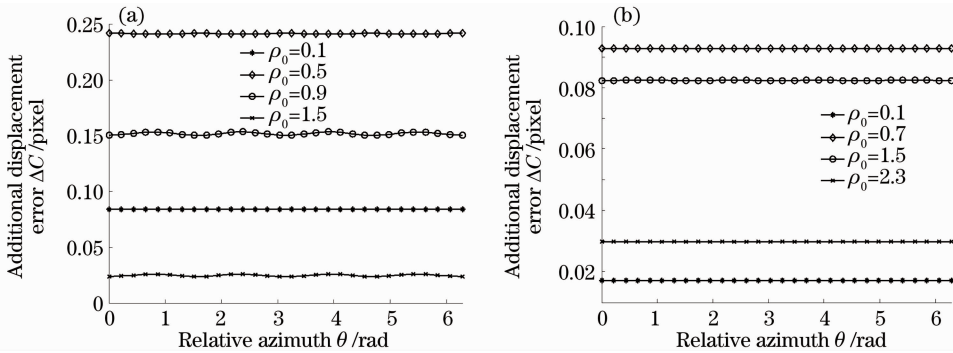 (a)
0.25
0.20
0.15
0.10
0.05
0
0 1 2 3 4 5 6
Additional displacement
error ΔC /pixel
Relative azimuth θ /rad
ρ₀=0.1
ρ₀=0.5
ρ₀=0.9
ρ₀=1.5
(b)
0.10
0.08
0.06
0.04
0.02
0 1 2 3 4 5 6
Additional displacement
error ΔC /pixel
Relative azimuth θ /rad
ρ₀=0.1
ρ₀=0.7
ρ₀=1.5
ρ₀=2.3